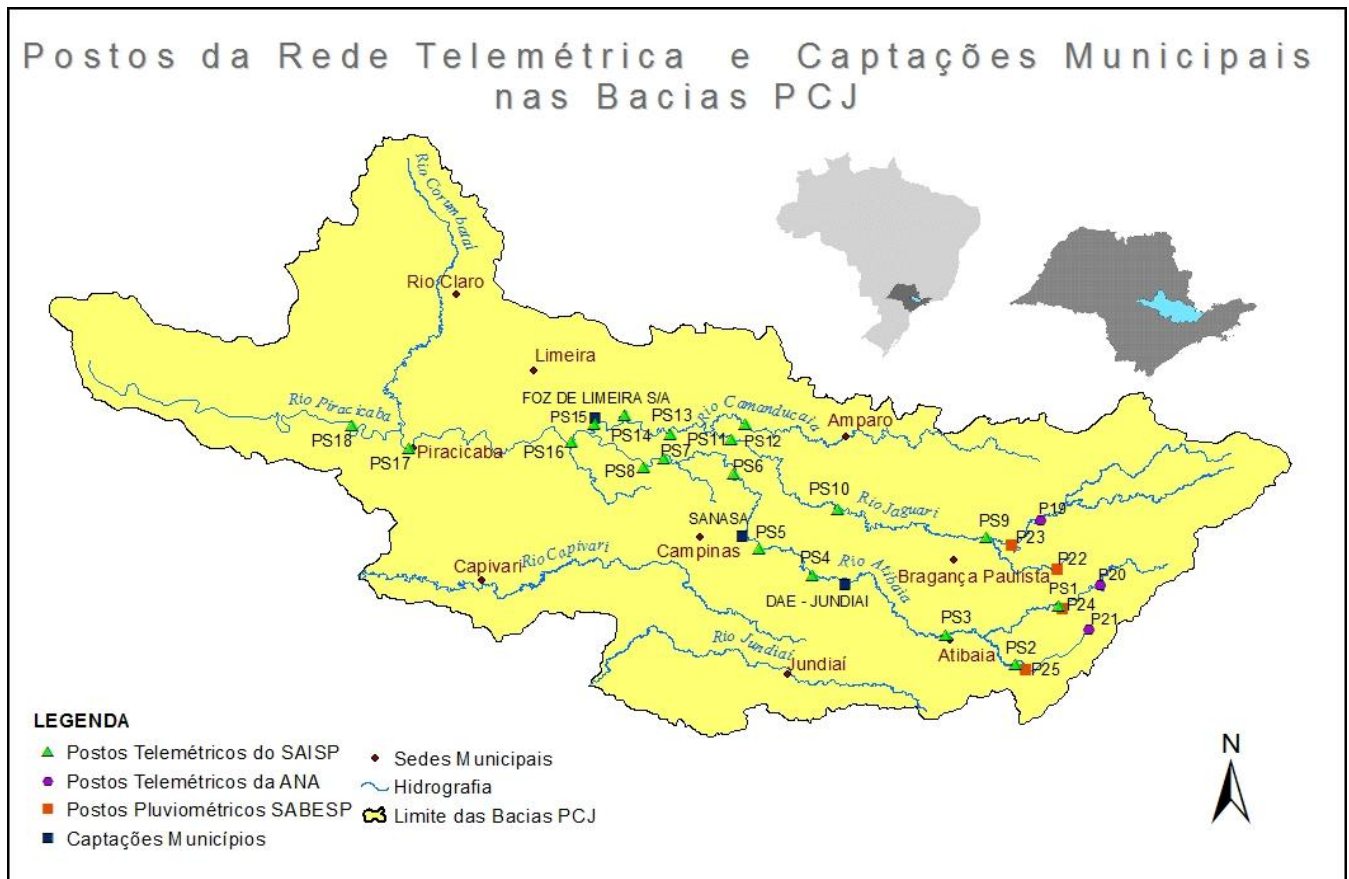 Postos da Rede Telemétrica e Captações Municipais
nas Bacias PCJ
Rio Corumbataí
Rio Claro
Limeira
FOZ DE LIMEIRA S/A
Rio Camanducaia
Amparo
Rio Piracicaba
PS15
PS13
PS14
PS11
PS12
PS18
PS17
Piracicaba
PS16
PS7
PS8
PS6
PS10
Rio Jaguari
P19
SANASA
PS9
P23
PS5
Campinas
Rio Capivari
Capivari
PS4
Rio Atibaia
Bragança Paulista
P22
P20
DAE - JUNDIAI
PS1
P24
P21
PS3
Atibaia
Rio Jundiaí
Jundiaí
PS2
P25
LEGENDA
Postos Telemétricos do SAISP
Postos Telemétricos da ANA
Postos Pluviométricos SABESP
Captações Municípios
Sedes Municipais
Hidrografia
Limite das Bacias PCJ
N